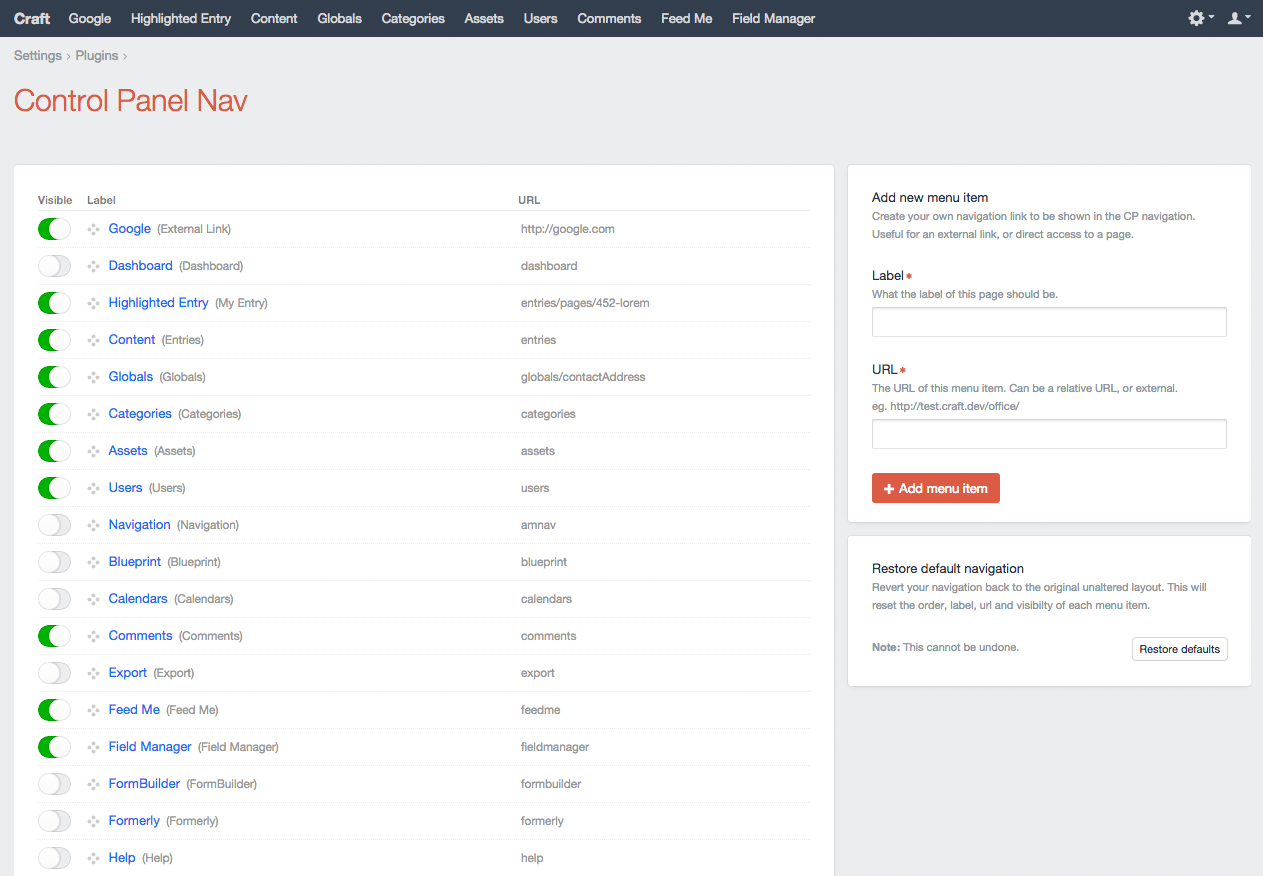 Craft Google Highlighted Entry Content Globals Categories Assets Users Comments Feed Me Field Manager
Settings › Plugins ›
Control Panel Nav
Visible Label URL
Google (External Link) http://google.com
Dashboard (Dashboard) dashboard
Highlighted Entry (My Entry) entries/pages/452-lorem
Content (Entries) entries
Globals (Globals) globals/contactAddress
Categories (Categories) categories
Assets (Assets) assets
Users (Users) users
Navigation (Navigation) amnav
Blueprint (Blueprint) blueprint
Calendars (Calendars) calendars
Comments (Comments) comments
Export (Export) export
Feed Me (Feed Me) feedme
Field Manager (Field Manager) fieldmanager
FormBuilder (FormBuilder) formbuilder
Formerly (Formerly) formerly
Help (Help) help
Add new menu item
Create your own navigation link to be shown in the CP navigation.
Useful for an external link, or direct access to a page.
Label*
What the label of this page should be.
URL*
The URL of this menu item. Can be a relative URL, or external.
eg. http://test.craft.dev/office/
+ Add menu item
Restore default navigation
Revert your navigation back to the original unaltered layout. This will
reset the order, label, url and visibilty of each menu item.
Note: This cannot be undone.
Restore defaults